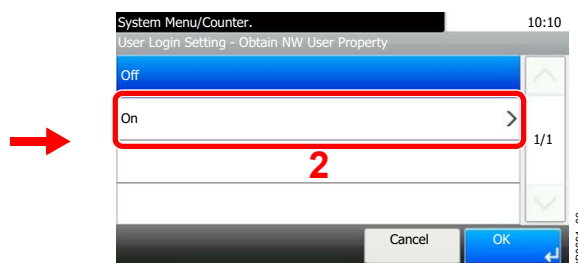 System Menu/Counter. 10:10
User Login Setting - Obtain NW User Property
Off
On
1/1
2
Cancel OK